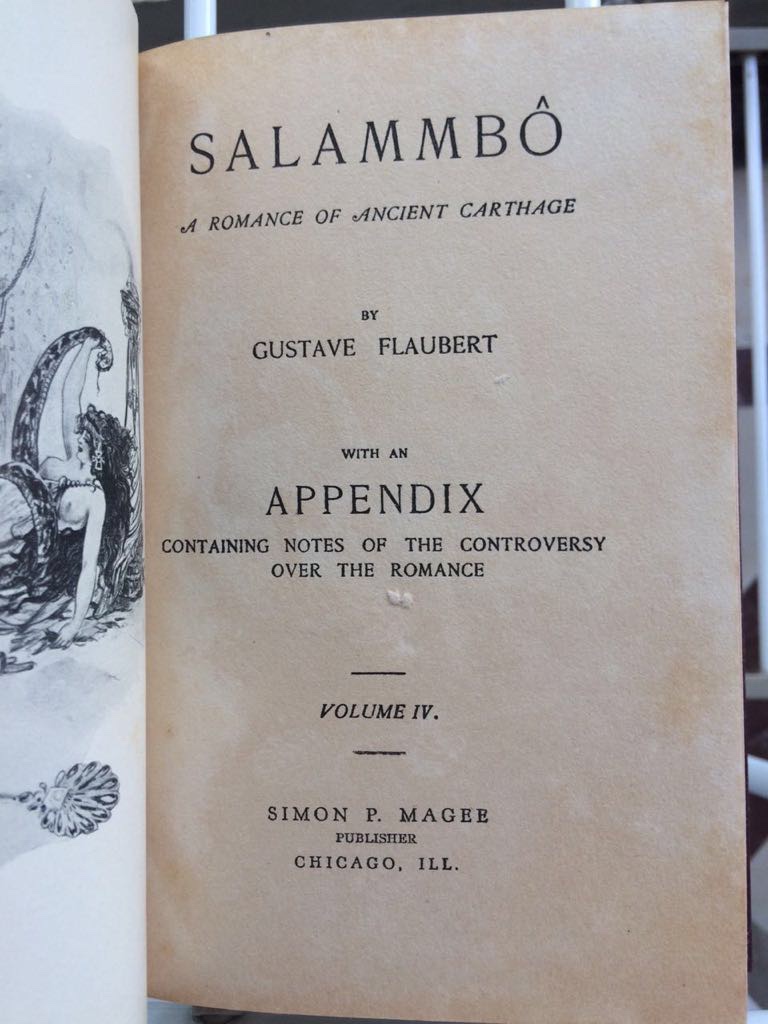 SALAMMBÔ
A ROMANCE OF ANCIENT CARTHAGE
BY
GUSTAVE FLAUBERT
WITH AN
APPENDIX
CONTAINING NOTES OF THE CONTROVERSY
OVER THE ROMANCE
VOLUME IV.
SIMON P. MAGEE
PUBLISHER
CHICAGO, ILL.